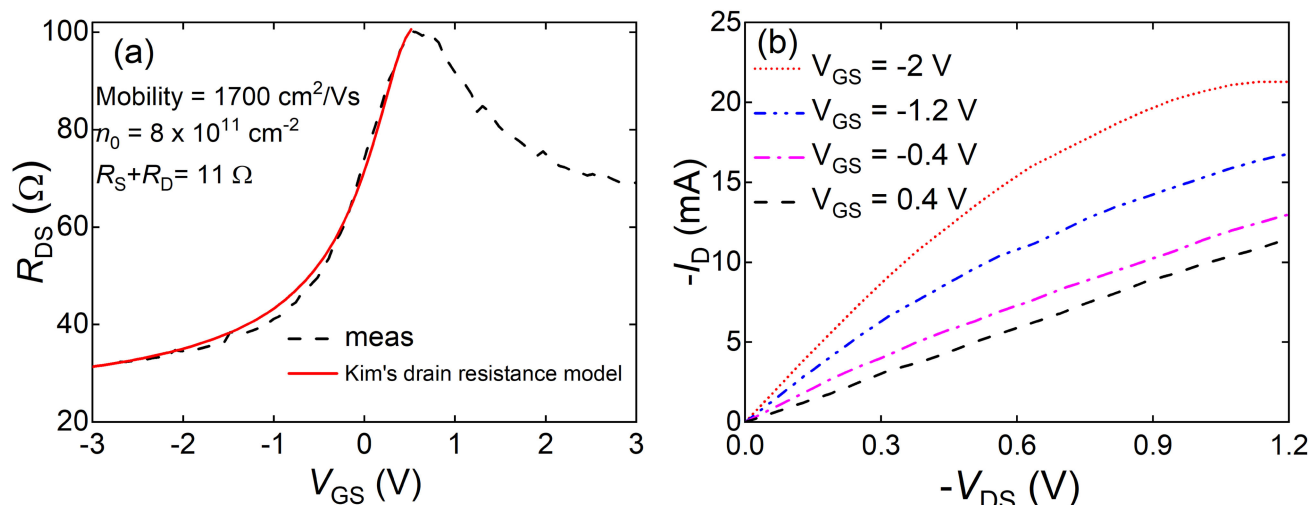 (a)
Mobility = 1700 cm²/Vs
n₀ = 8 x 10¹¹ cm⁻²
R_S+R_D= 11 Ω
meas
Kim's drain resistance model
R_DS (Ω)
100
80
60
40
20
-3 -2 -1 0 1 2 3
V_GS (V)
(b)
V_GS = -2 V
V_GS = -1.2 V
V_GS = -0.4 V
V_GS = 0.4 V
-I_D (mA)
25
20
15
10
5
0
0.0 0.3 0.6 0.9 1.2
-V_DS (V)